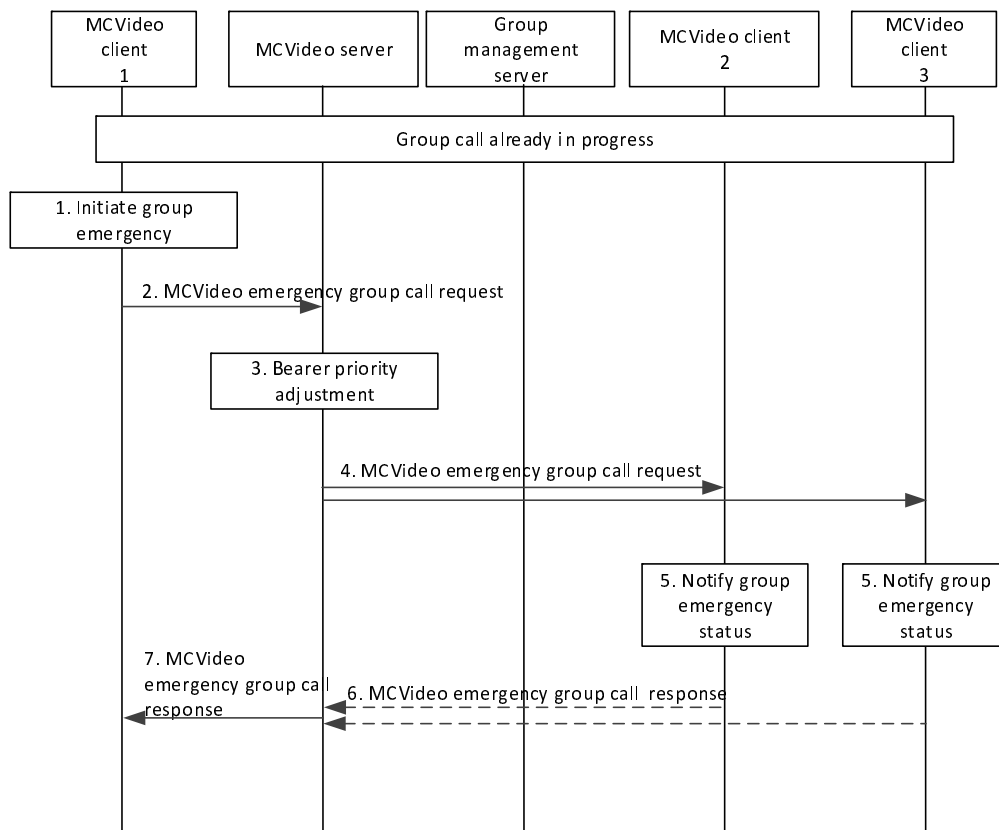 MCVideo
client
1
MCVideo server
Group
management
server
MCVideo client
2
MCVideo
client
3
Group call already in progress
1. Initiate group
emergency
2. MCVideo emergency group call request
3. Bearer priority
adjustment
4. MCVideo emergency group call request
5. Notify group
emergency
status
5. Notify group
emergency
status
7. MCVideo
emergency group call
response
6. MCVideo emergency group call response